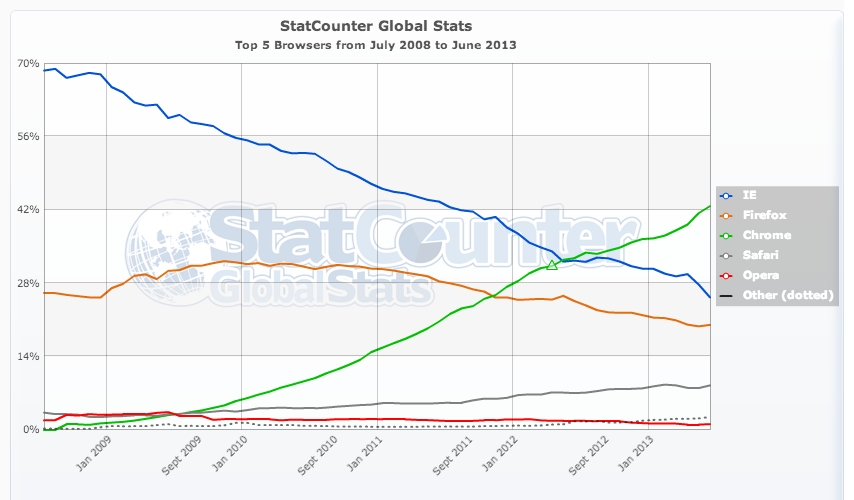 StatCounter Global Stats
Top 5 Browsers from July 2008 to June 2013
70%
56%
42%
28%
14%
0%
StatCounter
Global Stats
IE
Firefox
Chrome
Safari
Opera
Other (dotted)
Jan 2009
Sept 2009
Jan 2010
Sept 2010
Jan 2011
Sept 2011
Jan 2012
Sept 2012
Jan 2013